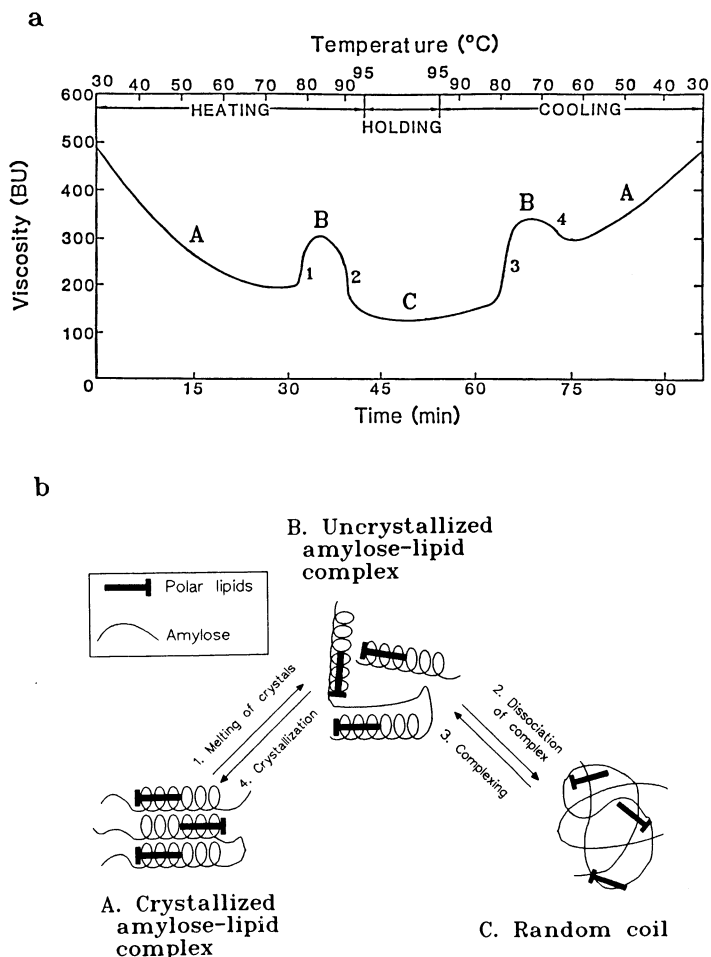 a
Temperature (°C)
30 40 50 60 70 80 90 95 95 90 80 70 60 50 40 30
HEATING
HOLDING
COOLING
Viscosity (BU)
600
500
400
300
200
100
0
A
B
1
2
C
3
B
4
A
15 30 45 60 75 90
Time (min)
b
B. Uncrystallized
amylose-lipid
complex
Polar lipids
Amylose
1. Melting of crystals
4. Crystallization
2. Dissociation
of complex
3. Complexing
A. Crystallized
amylose-lipid
complex
C. Random coil